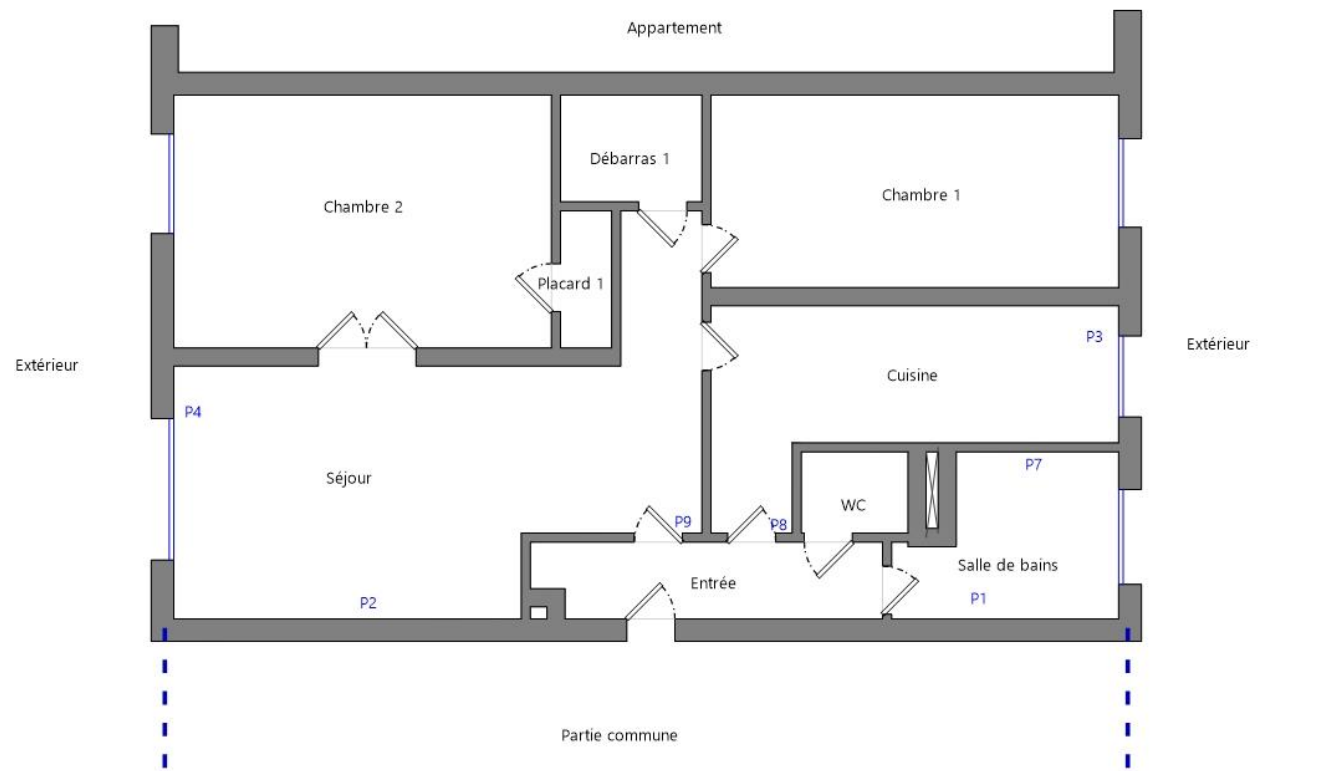 Appartement
Débarras 1
Chambre 1
Chambre 2
Placard 1
P3
Extérieur
Extérieur
Cuisine
P4
P7
Séjour
WC
P9
P8
Salle de bains
Entrée
P2
P1
Partie commune